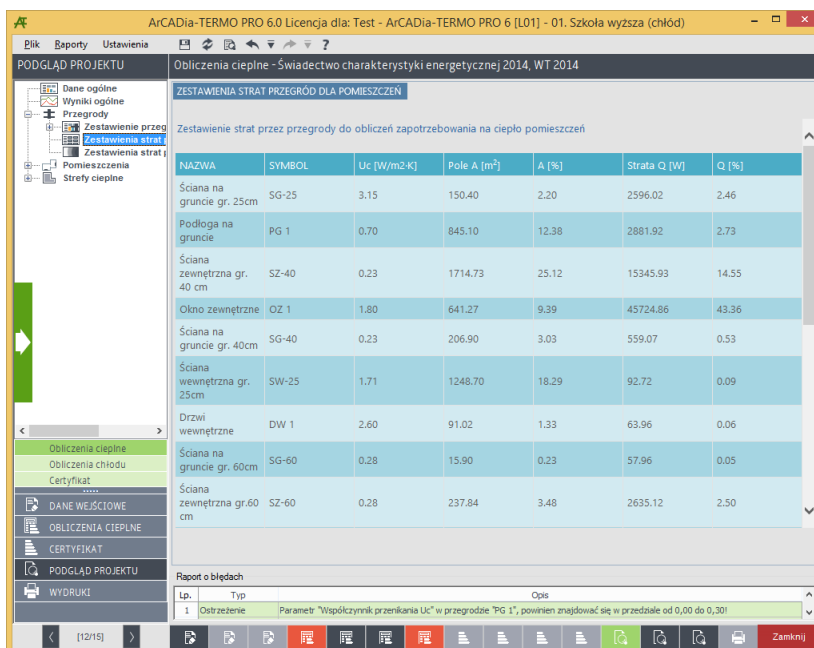 ArCADia-TERMO PRO 6.0 Licencja dla: Test - ArCADia-TERMO PRO 6 [L01] - 01. Szkoła wyższa (chłód)
Plik Raporty Ustawienia
PODGLĄD PROJEKTU
Obliczenia cieplne - Świadectwo charakterystyki energetycznej 2014, WT 2014
Dane ogólne
Wyniki ogólne
Przegrody
Zestawienie przeg
Zestawienia strat p
Zestawienia strat p
Pomieszczenia
Strefy cieplne
ZESTAWIENIA STRAT PRZEGRÓD DLA POMIESZCZEŃ
Zestawienie strat przez przegrody do obliczeń zapotrzebowania na ciepło pomieszczeń
NAZWA SYMBOL Uc [W/m2·K] Pole A [m²] A [%] Strata Q [W] Q [%]
Ściana na
gruncie gr. 25cm SG-25 3.15 150.40 2.20 2596.02 2.46
Podłoga na
gruncie PG 1 0.70 845.10 12.38 2881.92 2.73
Ściana
zewnętrzna gr. SZ-40 0.23 1714.73 25.12 15345.93 14.55
40 cm
Okno zewnętrzne OZ 1 1.80 641.27 9.39 45724.86 43.36
Ściana na
gruncie gr. 40cm SG-40 0.23 206.90 3.03 559.07 0.53
Ściana
wewnętrzna gr. SW-25 1.71 1248.70 18.29 92.72 0.09
25cm
Drzwi
wewnętrzne DW 1 2.60 91.02 1.33 63.96 0.06
Ściana na
gruncie gr. 60cm SG-60 0.28 15.90 0.23 57.96 0.05
Ściana
zewnętrzna gr.60 SZ-60 0.28 237.84 3.48 2635.12 2.50
cm
Obliczenia cieplne
Obliczenia chłodu
Certyfikat
DANE WEJŚCIOWE
OBLICZENIA CIEPLNE
CERTYFIKAT
PODGLĄD PROJEKTU
WYDRUKI
Raport o błędach
Lp. Typ Opis
1 Ostrzeżenie Parametr "Współczynnik przenikania Uc" w przegrodzie "PG 1", powinien znajdować się w przedziale od 0,00 do 0,30!
[12/15]
Zamknij